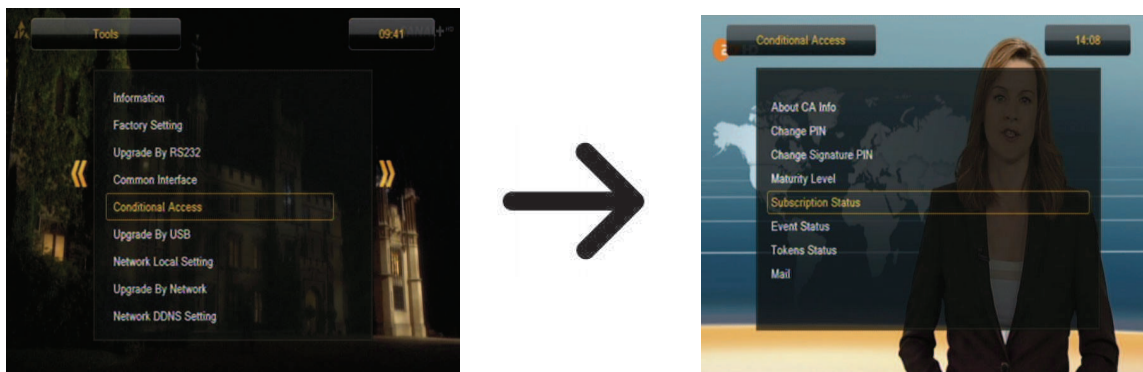 Tools
09:41
Information
Factory Setting
Upgrade By RS232
Common Interface
Conditional Access
Upgrade By USB
Network Local Setting
Upgrade By Network
Network DDNS Setting
Conditional Access
14:08
About CA Info
Change PIN
Change Signature PIN
Maturity Level
Subscription Status
Event Status
Tokens Status
Mail